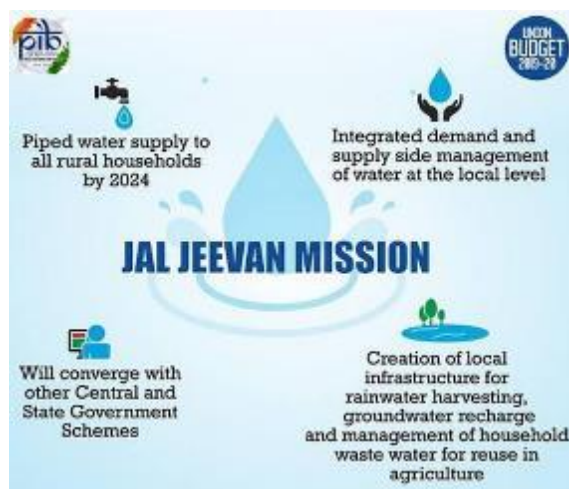 pib
UNION
BUDGET
2019-20
Piped water supply to
all rural households
by 2024
Integrated demand and
supply side management
of water at the local level
JAL JEEVAN MISSION
Will converge with
other Central and
State Government
Schemes
Creation of local
infrastructure for
rainwater harvesting,
groundwater recharge
and management of household
waste water for reuse in
agriculture